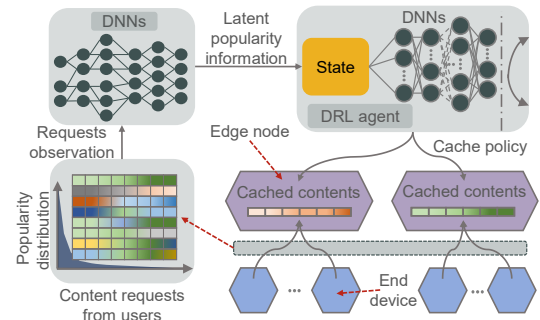 DNNs
Latent
popularity
information
DNNs
State
DRL agent
Requests
observation
Edge node
Cache policy
Cached contents
Cached contents
Popularity
distribution
Content requests
from users
...
End
device
...